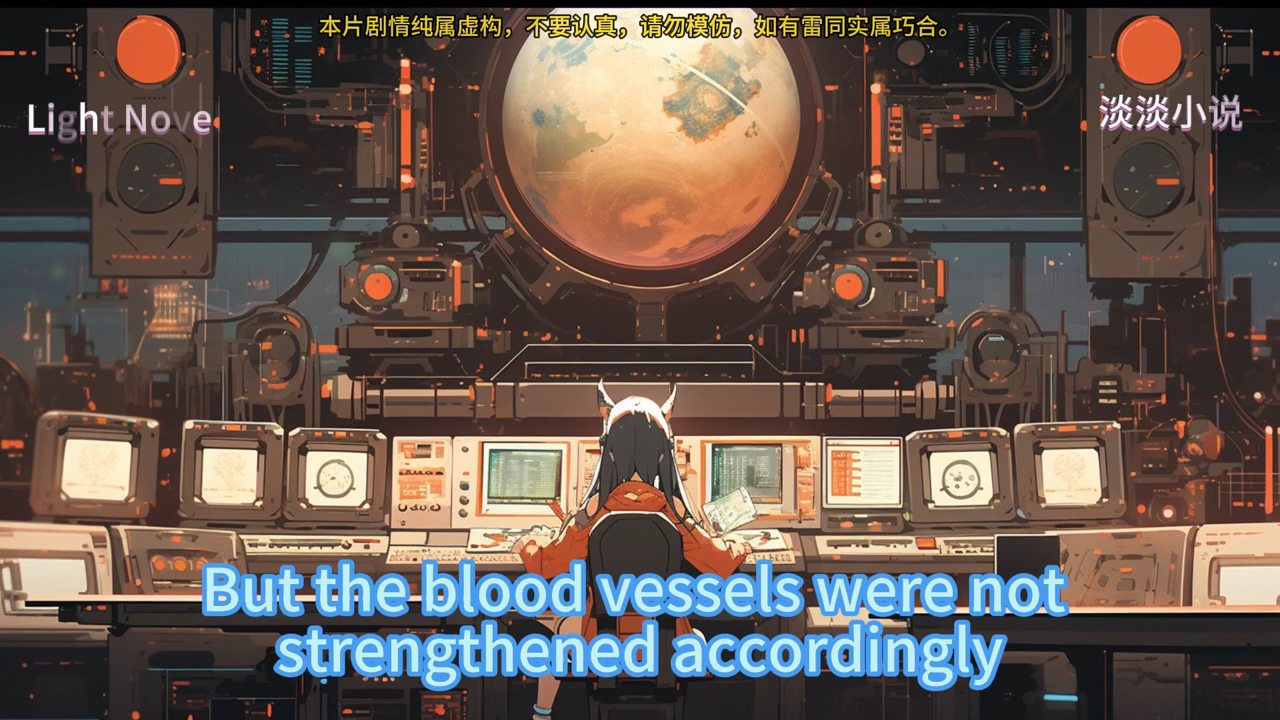 本片剧情纯属虚构，不要认真，请勿模仿，如有雷同实属巧合。
Light Nove
淡淡小说
But the blood vessels were not
strengthened accordingly